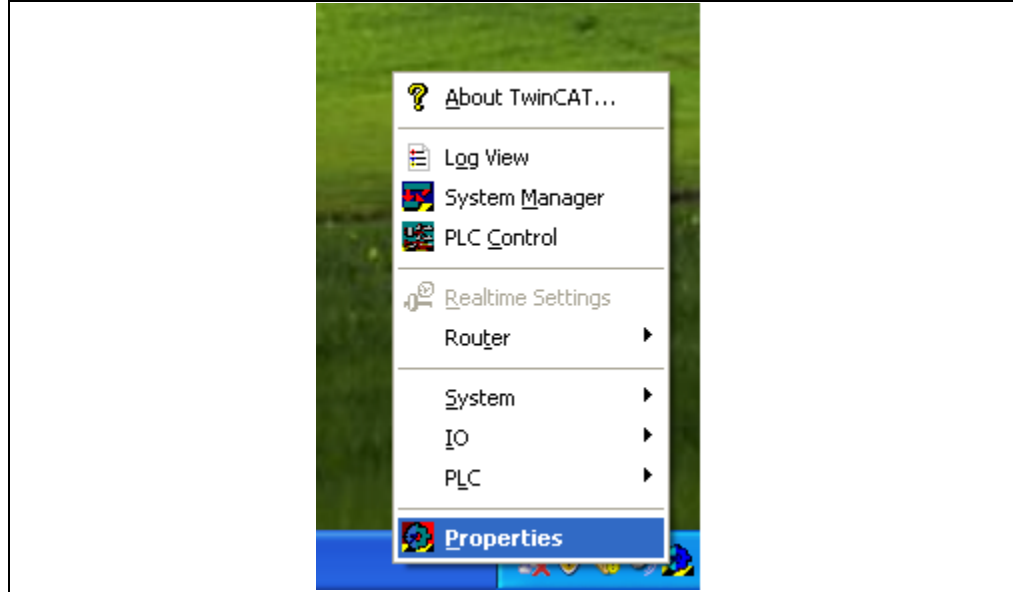 About TwinCAT...
Log View
System Manager
PLC Control
Realtime Settings
Router
System
IO
PLC
Properties